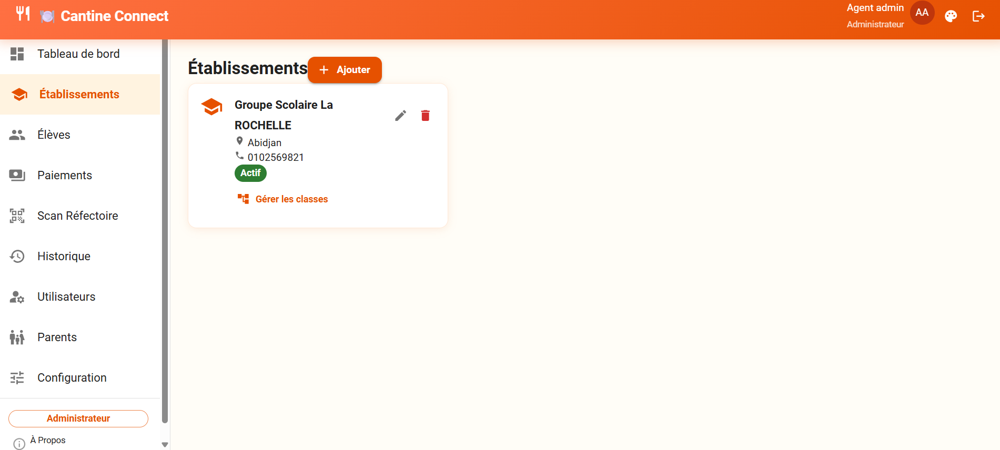 Cantine Connect
Agent admin
Administrateur
AA
Tableau de bord
Établissements
Élèves
Paiements
Scan Réfectoire
Historique
Utilisateurs
Parents
Configuration
Administrateur
À Propos
Établissements
Ajouter
Groupe Scolaire La
ROCHELLE
Abidjan
0102569821
Actif
Gérer les classes